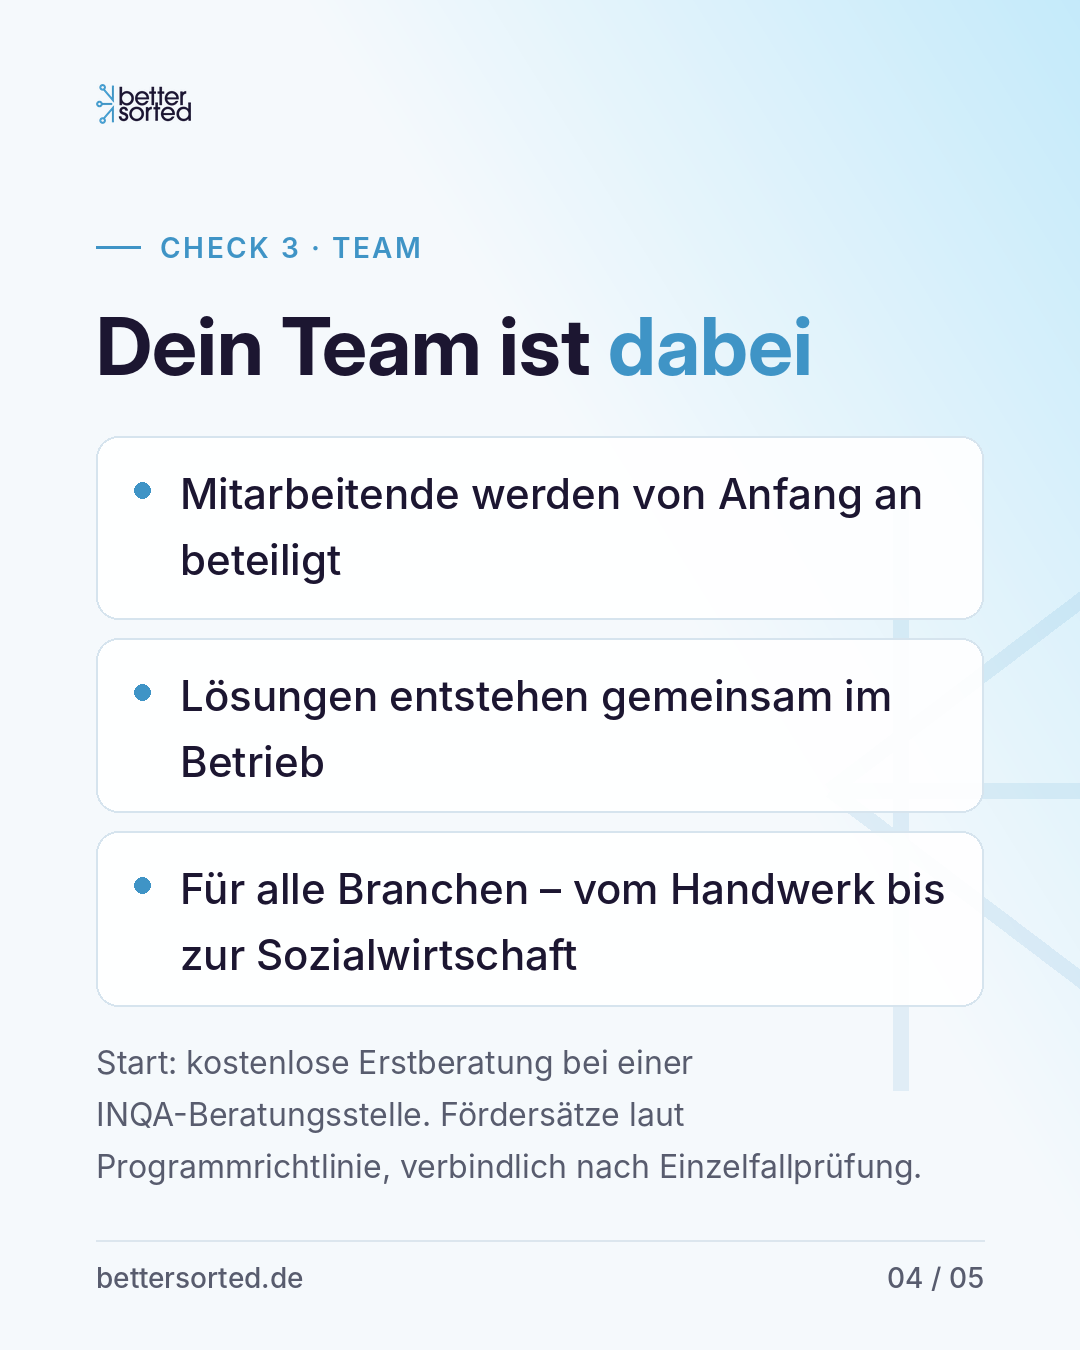 better
sorted
CHECK 3 · TEAM
Dein Team ist dabei
Mitarbeitende werden von Anfang an
beteiligt
Lösungen entstehen gemeinsam im
Betrieb
Für alle Branchen – vom Handwerk bis
zur Sozialwirtschaft
Start: kostenlose Erstberatung bei einer
INQA-Beratungsstelle. Fördersätze laut
Programmrichtlinie, verbindlich nach Einzelfallprüfung.
bettersorted.de
04 / 05